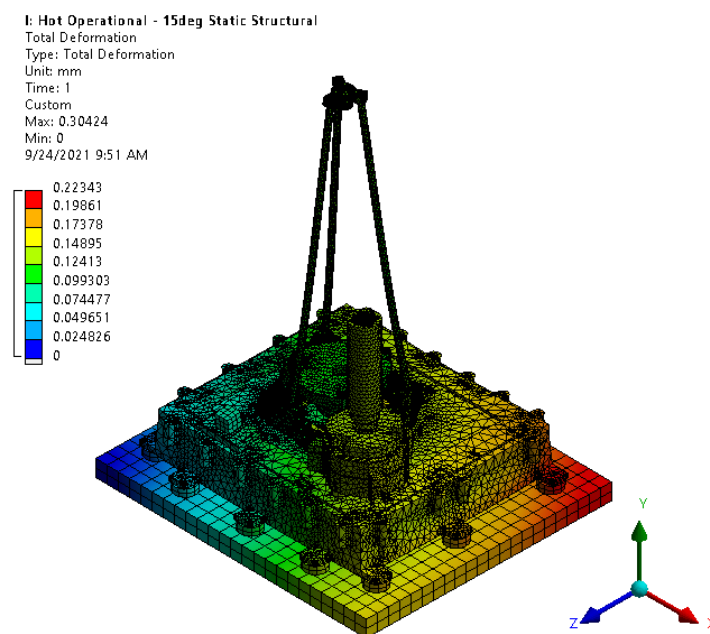 I: Hot Operational - 15deg Static Structural
Total Deformation
Type: Total Deformation
Unit: mm
Time: 1
Custom
Max: 0.30424
Min: 0
9/24/2021 9:51 AM
0.22343
0.19861
0.17378
0.14895
0.12413
0.099303
0.074477
0.049651
0.024826
0
Y
Z
X